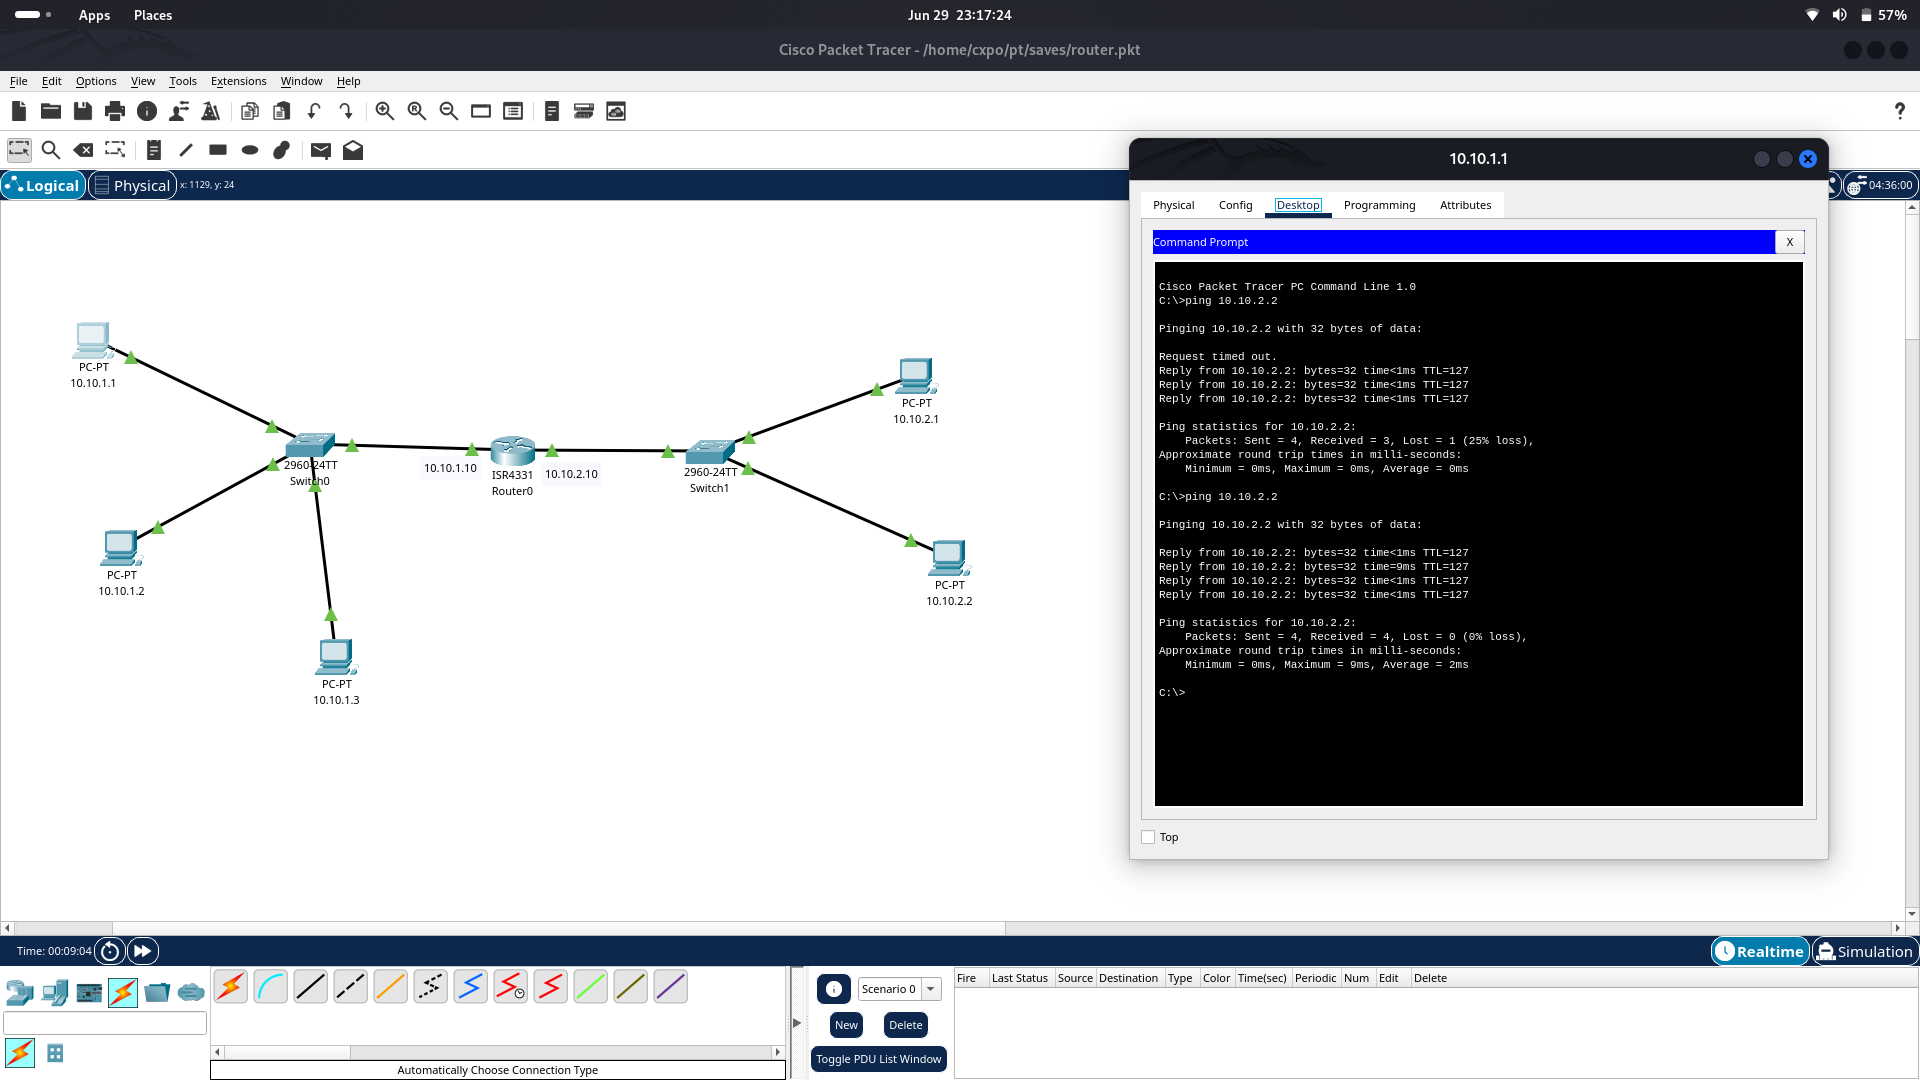 Apps Places Jun 29 23:17:24 57%
Cisco Packet Tracer - /home/cxpo/pt/saves/router.pkt
File Edit Options View Tools Extensions Window Help
?
Logical Physical x: 1129, y: 24 04:36:00
PC-PT
10.10.1.1
PC-PT
10.10.2.1
2960-24TT
Switch0
10.10.1.10
ISR4331
Router0
10.10.2.10
2960-24TT
Switch1
PC-PT
10.10.1.2
PC-PT
10.10.2.2
PC-PT
10.10.1.3
10.10.1.1
Physical Config Desktop Programming Attributes
Command Prompt X
Cisco Packet Tracer PC Command Line 1.0
C:\>ping 10.10.2.2
Pinging 10.10.2.2 with 32 bytes of data:
Request timed out.
Reply from 10.10.2.2: bytes=32 time<1ms TTL=127
Reply from 10.10.2.2: bytes=32 time<1ms TTL=127
Reply from 10.10.2.2: bytes=32 time<1ms TTL=127
Ping statistics for 10.10.2.2:
Packets: Sent = 4, Received = 3, Lost = 1 (25% loss),
Approximate round trip times in milli-seconds:
Minimum = 0ms, Maximum = 0ms, Average = 0ms
C:\>ping 10.10.2.2
Pinging 10.10.2.2 with 32 bytes of data:
Reply from 10.10.2.2: bytes=32 time<1ms TTL=127
Reply from 10.10.2.2: bytes=32 time=9ms TTL=127
Reply from 10.10.2.2: bytes=32 time<1ms TTL=127
Reply from 10.10.2.2: bytes=32 time<1ms TTL=127
Ping statistics for 10.10.2.2:
Packets: Sent = 4, Received = 4, Lost = 0 (0% loss),
Approximate round trip times in milli-seconds:
Minimum = 0ms, Maximum = 9ms, Average = 2ms
C:\>
Top
Time: 00:09:04 Realtime Simulation
Scenario 0
New Delete
Toggle PDU List Window
Fire Last Status Source Destination Type Color Time(sec) Periodic Num Edit Delete
Automatically Choose Connection Type